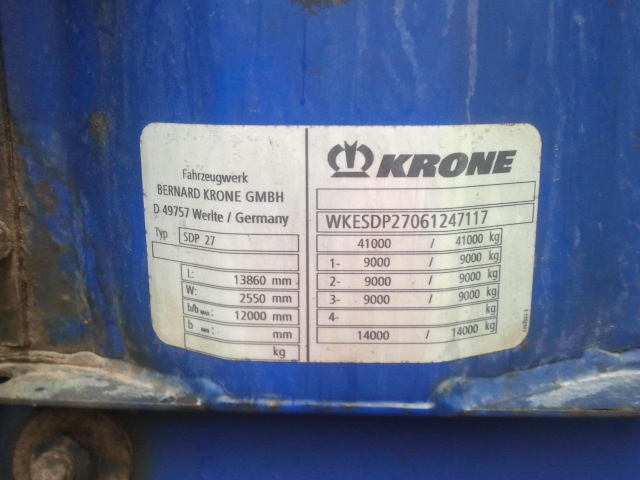 Fahrzeugwerk
BERNARD KRONE GMBH
D 49757 Werlte / Germany
Typ SDP 27
L: 13860 mm
W: 2550 mm
b/b MAX.: 12000 mm
b MIN.: mm
kg
KRONE
WKESDP27061247117
41000 / 41000 kg
1- 9000 / 9000 kg
2- 9000 / 9000 kg
3- 9000 / 9000 kg
4- kg
14000 / 14000 kg